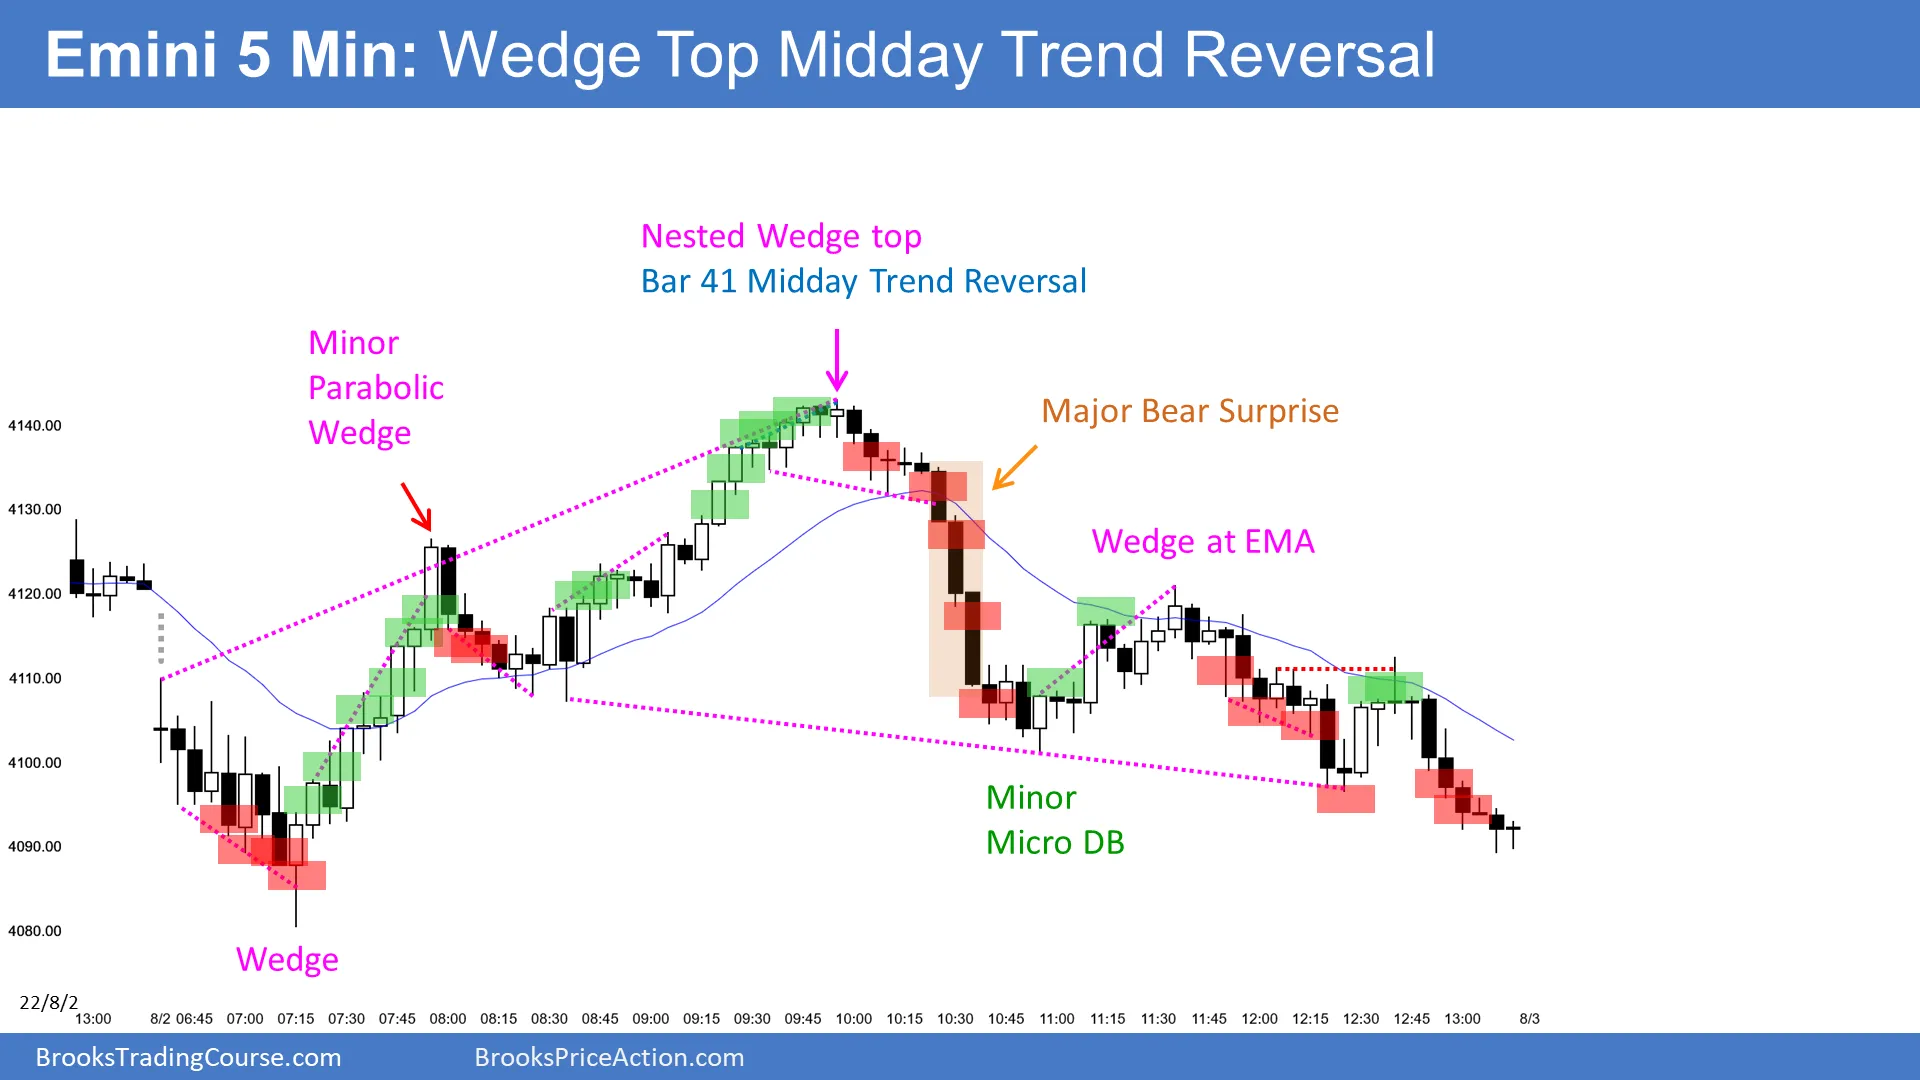 Emini 5 Min: Wedge Top Midday Trend Reversal
Nested Wedge top
Bar 41 Midday Trend Reversal
Minor
Parabolic
Wedge
Major Bear Surprise
Wedge at EMA
Minor
Micro DB
Wedge
4140.00
4130.00
4120.00
4110.00
4100.00
4090.00
4080.00
22/8/2
13:00 8/2 06:45 07:00 07:15 07:30 07:45 08:00 08:15 08:30 08:45 09:00 09:15 09:30 09:45 10:00 10:15 10:30 10:45 11:00 11:15 11:30 11:45 12:00 12:15 12:30 12:45 13:00 8/3
BrooksTradingCourse.com BrooksPriceAction.com